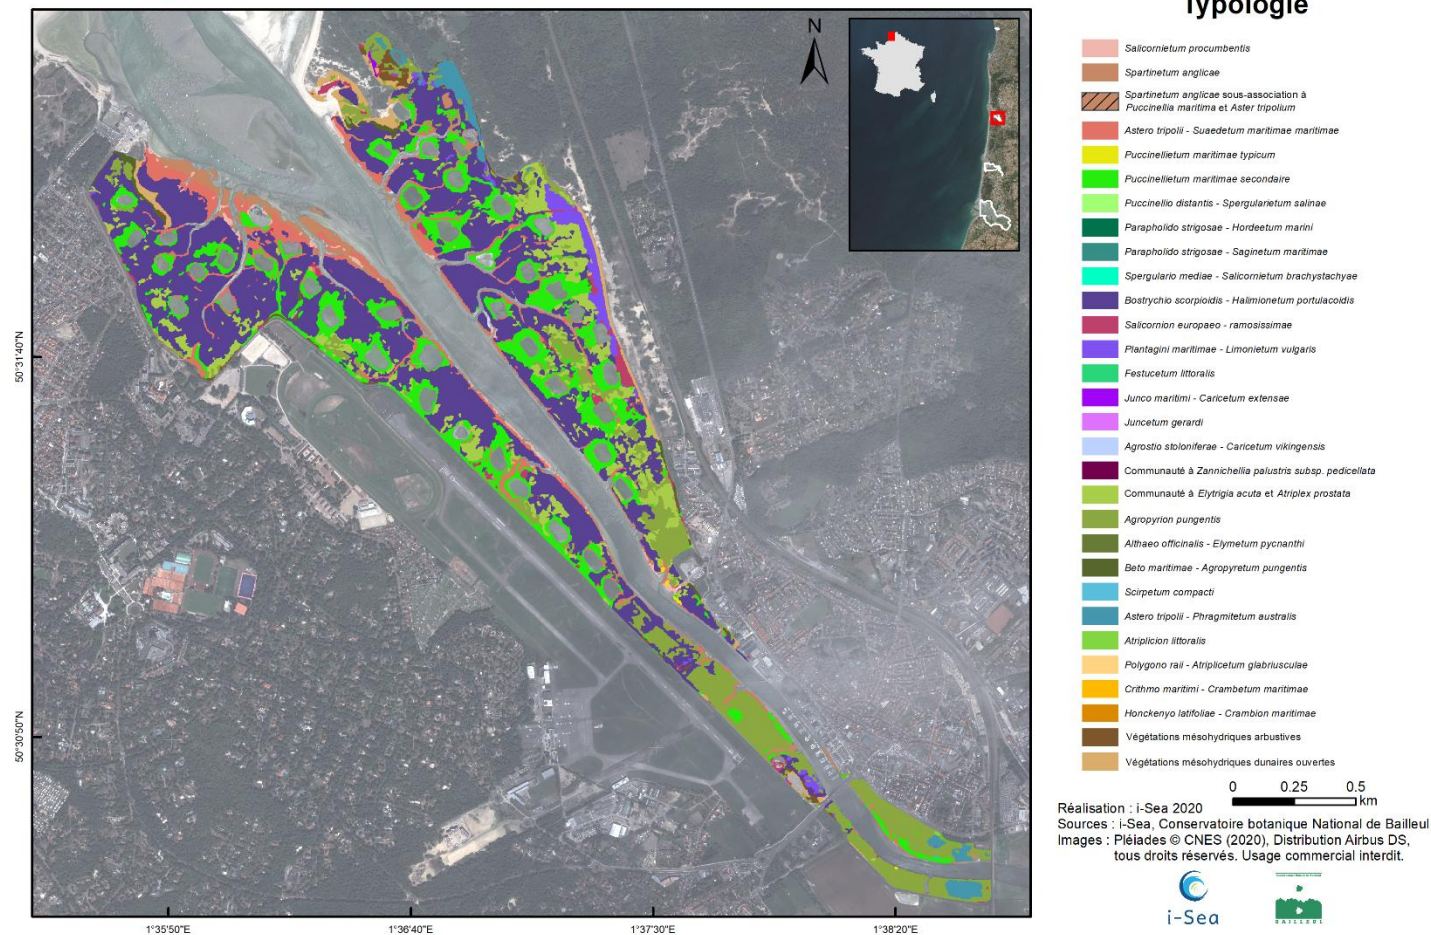 Typologie
N
Salicornietum procumbentis
Spartinetum anglicae
Spartinetum anglicae sous-association à
Puccinellia maritima et Aster tripolium
Astero tripolii - Suaedetum maritimae maritimae
Puccinellietum maritimae typicum
Puccinellietum maritimae secondaire
Puccinellio distantis - Spergularietum salinae
Parapholido strigosae - Hordeetum marini
Parapholido strigosae - Saginetum maritimae
Spergulario mediae - Salicornietum brachystachyae
Bostrychio scorpioidis - Halimionetum portulacoidis
Salicornion europaeo - ramosissimae
Plantagini maritimae - Limonietum vulgaris
Festucetum littoralis
Junco maritimi - Caricetum extensae
Juncetum gerardi
Agrostio stoloniferae - Caricetum vikingensis
Communauté à Zannichellia palustris subsp. pedicellata
Communauté à Elytrigia acuta et Atriplex prostata
Agropyrion pungentis
Althaeo officinalis - Elymetum pycnanthi
Beto maritimae - Agropyretum pungentis
Scirpetum compacti
Astero tripolii - Phragmitetum australis
Atriplicion littoralis
Polygono raii - Atriplicetum glabriusculae
Crithmo maritimi - Crambetum maritimae
Honckenyo latifoliae - Crambion maritimae
Végétations mésohydriques arbustives
Végétations mésohydriques dunaires ouvertes
0 0.25 0.5
km
Réalisation : i-Sea 2020
Sources : i-Sea, Conservatoire botanique National de Bailleul
Images : Pléiades © CNES (2020), Distribution Airbus DS,
tous droits réservés. Usage commercial interdit.
i-Sea
BAILLEUL
50°31'40"N
50°30'50"N
1°35'50"E 1°36'40"E 1°37'30"E 1°38'20"E